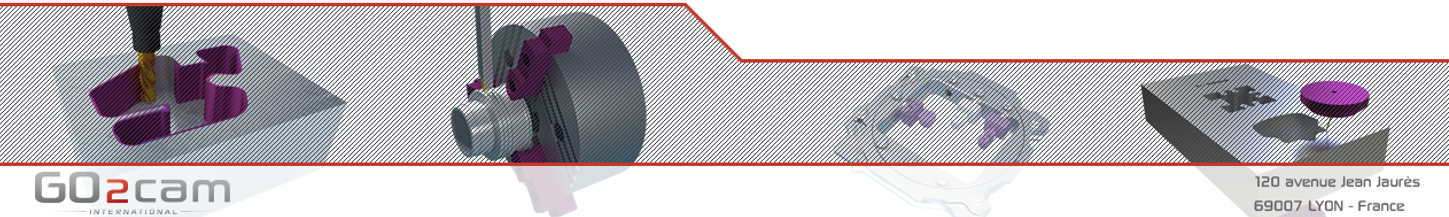 GO2cam
INTERNATIONAL
120 avenue Jean Jaurès
69007 LYON - France